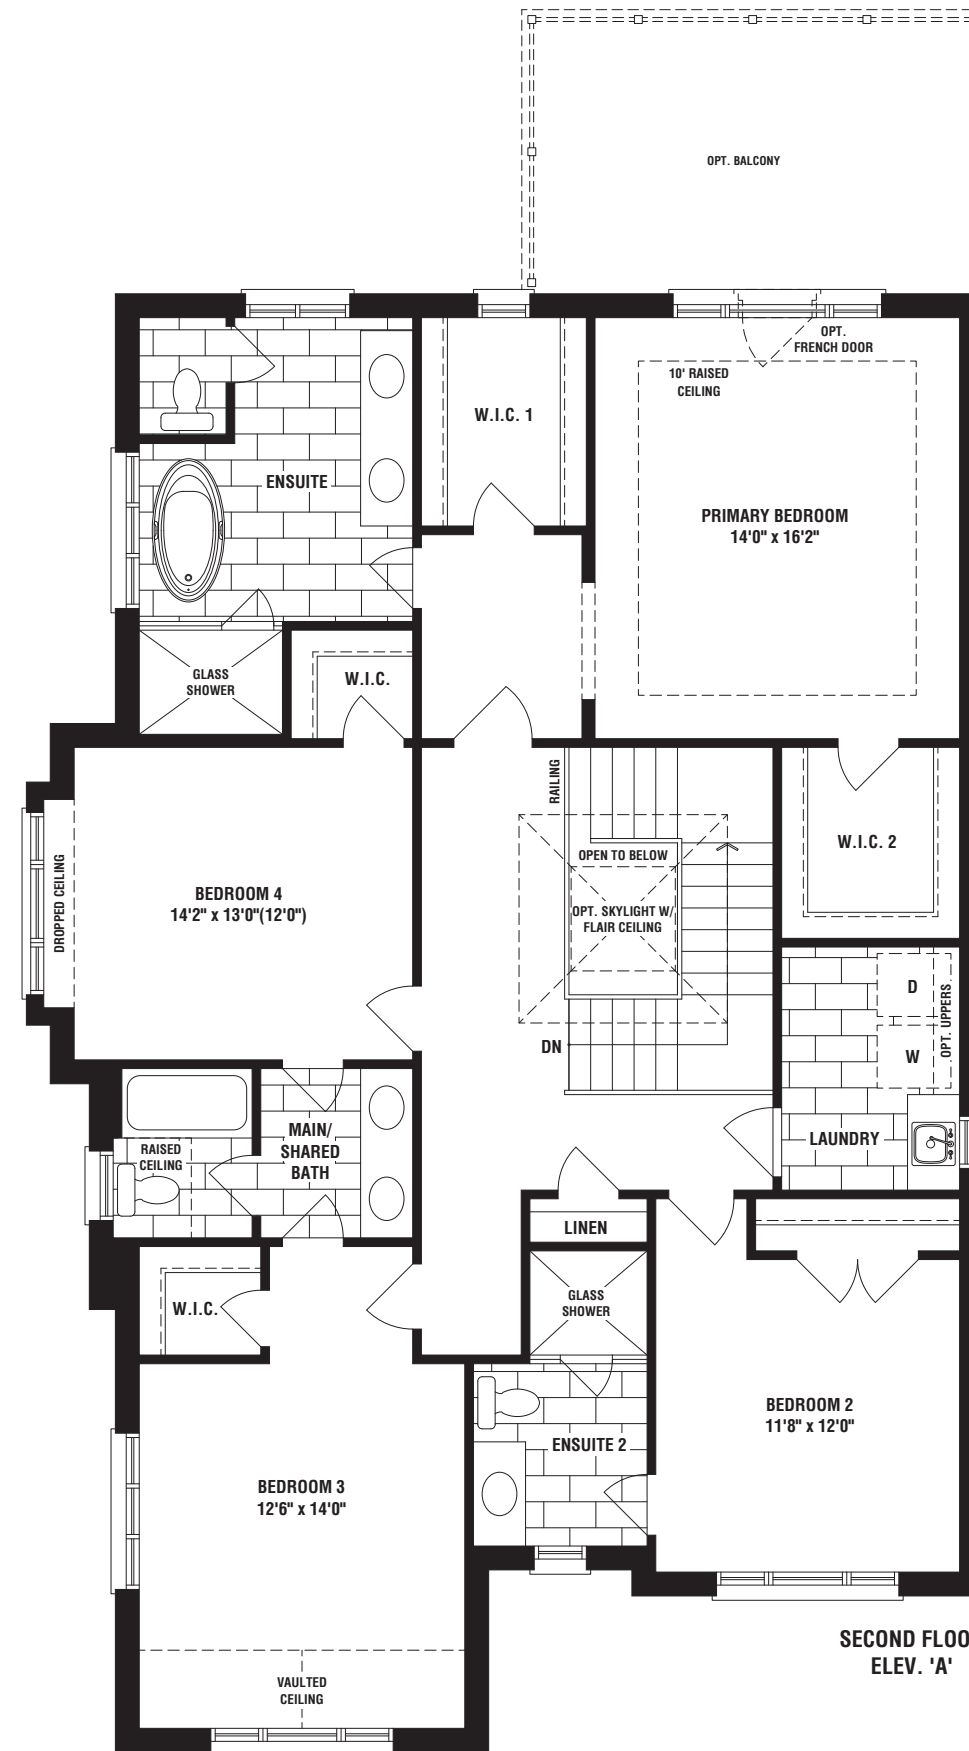 OPT. BALCONY
OPT.
FRENCH DOOR
10' RAISED
CEILING
W.I.C. 1
ENSUITE
PRIMARY BEDROOM
14'0" x 16'2"
GLASS
SHOWER
W.I.C.
RAILING
W.I.C. 2
OPEN TO BELOW
DROPPED CEILING
BEDROOM 4
14'2" x 13'0"(12'0")
OPT. SKYLIGHT W/
FLAIR CEILING
D
OPT. UPPERS
W
DN
MAIN/
SHARED
BATH
RAISED
CEILING
LAUNDRY
LINEN
W.I.C.
GLASS
SHOWER
BEDROOM 2
11'8" x 12'0"
ENSUITE 2
BEDROOM 3
12'6" x 14'0"
SECOND FLOO
ELEV. 'A'
VAULTED
CEILING